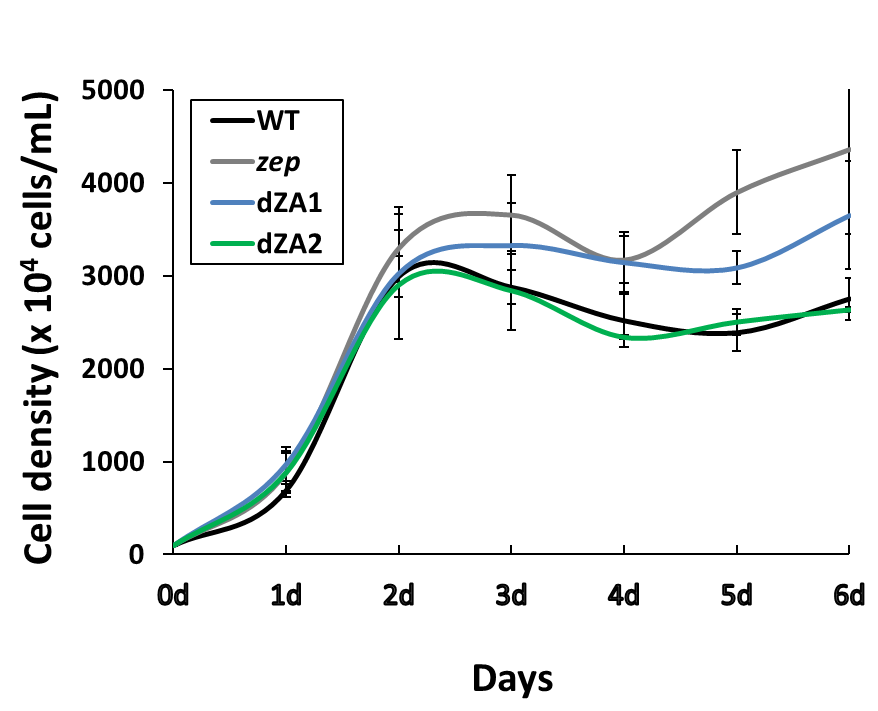 Cell density (x 10⁴ cells/mL)
5000
4000
3000
2000
1000
0
WT
zep
dZA1
dZA2
0d 1d 2d 3d 4d 5d 6d
Days